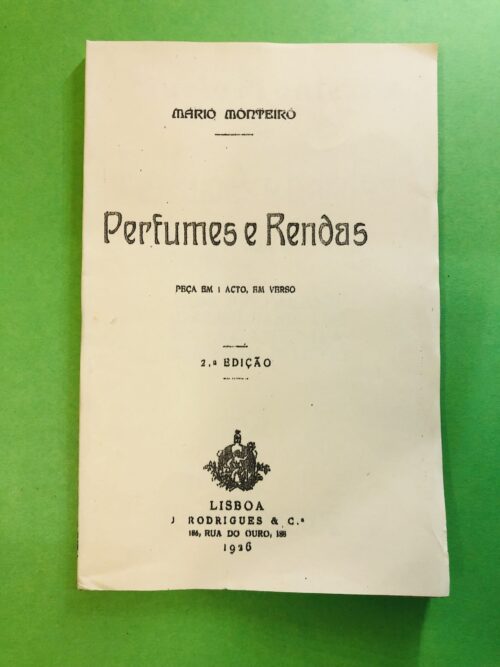 MÁRIO MONTEIRO
Perfumes e Rendas
PEÇA EM 1 ACTO, EM VERSO
2.ª EDIÇÃO
LISBOA
J RODRIGUES & C.ª
186, RUA DO OURO, 188
1926